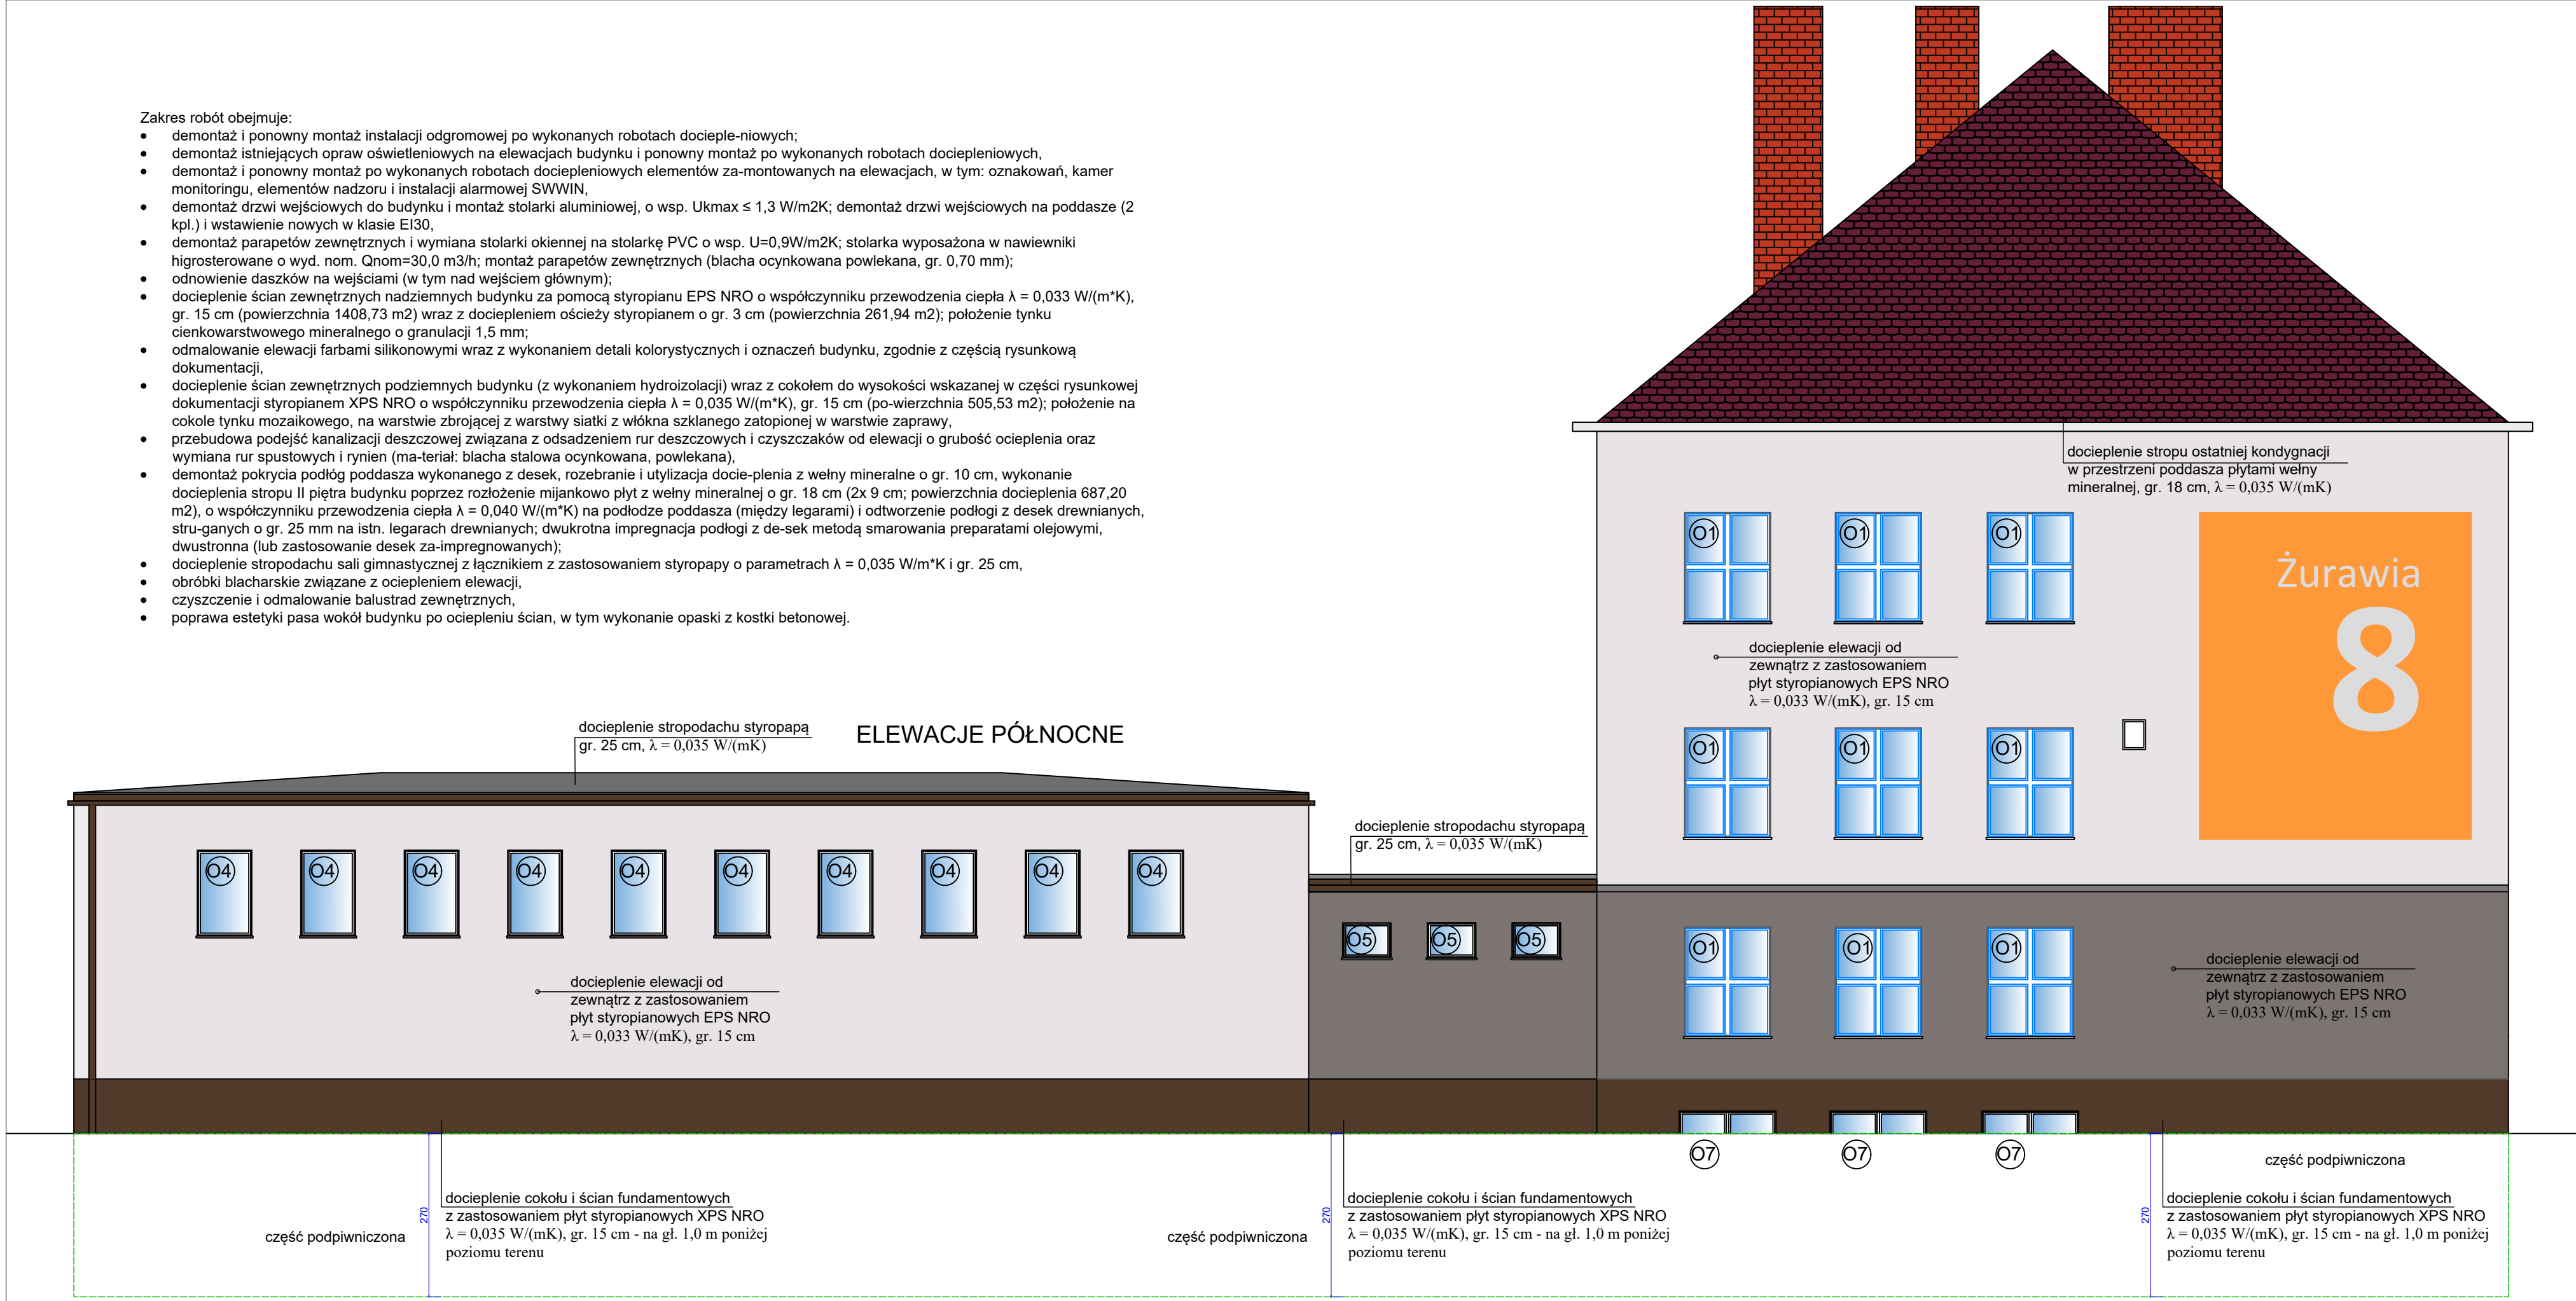 Zakres robót obejmuje:
• demontaż i ponowny montaż instalacji odgromowej po wykonanych robotach docieple-niowych;
• demontaż istniejących opraw oświetleniowych na elewacjach budynku i ponowny montaż po wykonanych robotach dociepleniowych,
• demontaż i ponowny montaż po wykonanych robotach dociepleniowych elementów za-montowanych na elewacjach, w tym: oznakowań, kamer
monitoringu, elementów nadzoru i instalacji alarmowej SWWIN,
• demontaż drzwi wejściowych do budynku i montaż stolarki aluminiowej, o wsp. Ukmax ≤ 1,3 W/m2K; demontaż drzwi wejściowych na poddasze (2
kpl.) i wstawienie nowych w klasie EI30,
• demontaż parapetów zewnętrznych i wymiana stolarki okiennej na stolarkę PVC o wsp. U=0,9W/m2K; stolarka wyposażona w nawiewniki
higrosterowane o wyd. nom. Qnom=30,0 m3/h; montaż parapetów zewnętrznych (blacha ocynkowana powlekana, gr. 0,70 mm);
• odnowienie daszków na wejściami (w tym nad wejściem głównym);
• docieplenie ścian zewnętrznych nadziemnych budynku za pomocą styropianu EPS NRO o współczynniku przewodzenia ciepła λ = 0,033 W/(m*K),
gr. 15 cm (powierzchnia 1408,73 m2) wraz z dociepleniem ościeży styropianem o gr. 3 cm (powierzchnia 261,94 m2); położenie tynku
cienkowarstwowego mineralnego o granulacji 1,5 mm;
• odmalowanie elewacji farbami silikonowymi wraz z wykonaniem detali kolorystycznych i oznaczeń budynku, zgodnie z częścią rysunkową
dokumentacji,
• docieplenie ścian zewnętrznych podziemnych budynku (z wykonaniem hydroizolacji) wraz z cokołem do wysokości wskazanej w części rysunkowej
dokumentacji styropianem XPS NRO o współczynniku przewodzenia ciepła λ = 0,035 W/(m*K), gr. 15 cm (po-wierzchnia 505,53 m2); położenie na
cokole tynku mozaikowego, na warstwie zbrojącej z warstwy siatki z włókna szklanego zatopionej w warstwie zaprawy,
• przebudowa podejść kanalizacji deszczowej związana z odsadzeniem rur deszczowych i czyszczaków od elewacji o grubość ocieplenia oraz
wymiana rur spustowych i rynien (ma-teriał: blacha stalowa ocynkowana, powlekana),
• demontaż pokrycia podłóg poddasza wykonanego z desek, rozebranie i utylizacja docie-plenia z wełny mineralne o gr. 10 cm, wykonanie
docieplenia stropu II piętra budynku poprzez rozłożenie mijankowo płyt z wełny mineralnej o gr. 18 cm (2x 9 cm; powierzchnia docieplenia 687,20
m2), o współczynniku przewodzenia ciepła λ = 0,040 W/(m*K) na podłodze poddasza (między legarami) i odtworzenie podłogi z desek drewnianych,
stru-ganych o gr. 25 mm na istn. legarach drewnianych; dwukrotna impregnacja podłogi z de-sek metodą smarowania preparatami olejowymi,
dwustronna (lub zastosowanie desek za-impregnowanych);
• docieplenie stropodachu sali gimnastycznej z łącznikiem z zastosowaniem styropapy o parametrach λ = 0,035 W/m*K i gr. 25 cm,
• obróbki blacharskie związane z ociepleniem elewacji,
• czyszczenie i odmalowanie balustrad zewnętrznych,
• poprawa estetyki pasa wokół budynku po ociepleniu ścian, w tym wykonanie opaski z kostki betonowej.
docieplenie stropu ostatniej kondygnacji
w przestrzeni poddasza płytami wełny
mineralnej, gr. 18 cm, λ = 0,035 W/(mK)
O1 O1 O1
Żurawia
8
docieplenie elewacji od
zewnątrz z zastosowaniem
płyt styropianowych EPS NRO
λ = 0,033 W/(mK), gr. 15 cm
O1 O1 O1
ELEWACJE PÓŁNOCNE
docieplenie stropodachu styropapą
gr. 25 cm, λ = 0,035 W/(mK)
docieplenie stropodachu styropapą
gr. 25 cm, λ = 0,035 W/(mK)
O4 O4 O4 O4 O4 O4 O4 O4 O4 O4
O5 O5 O5
O1 O1 O1
docieplenie elewacji od
zewnątrz z zastosowaniem
płyt styropianowych EPS NRO
λ = 0,033 W/(mK), gr. 15 cm
docieplenie elewacji od
zewnątrz z zastosowaniem
płyt styropianowych EPS NRO
λ = 0,033 W/(mK), gr. 15 cm
O7 O7 O7
część podpiwniczona
270
docieplenie cokołu i ścian fundamentowych
z zastosowaniem płyt styropianowych XPS NRO
λ = 0,035 W/(mK), gr. 15 cm - na gł. 1,0 m poniżej
poziomu terenu
część podpiwniczona
270
docieplenie cokołu i ścian fundamentowych
z zastosowaniem płyt styropianowych XPS NRO
λ = 0,035 W/(mK), gr. 15 cm - na gł. 1,0 m poniżej
poziomu terenu
część podpiwniczona
270
docieplenie cokołu i ścian fundamentowych
z zastosowaniem płyt styropianowych XPS NRO
λ = 0,035 W/(mK), gr. 15 cm - na gł. 1,0 m poniżej
poziomu terenu